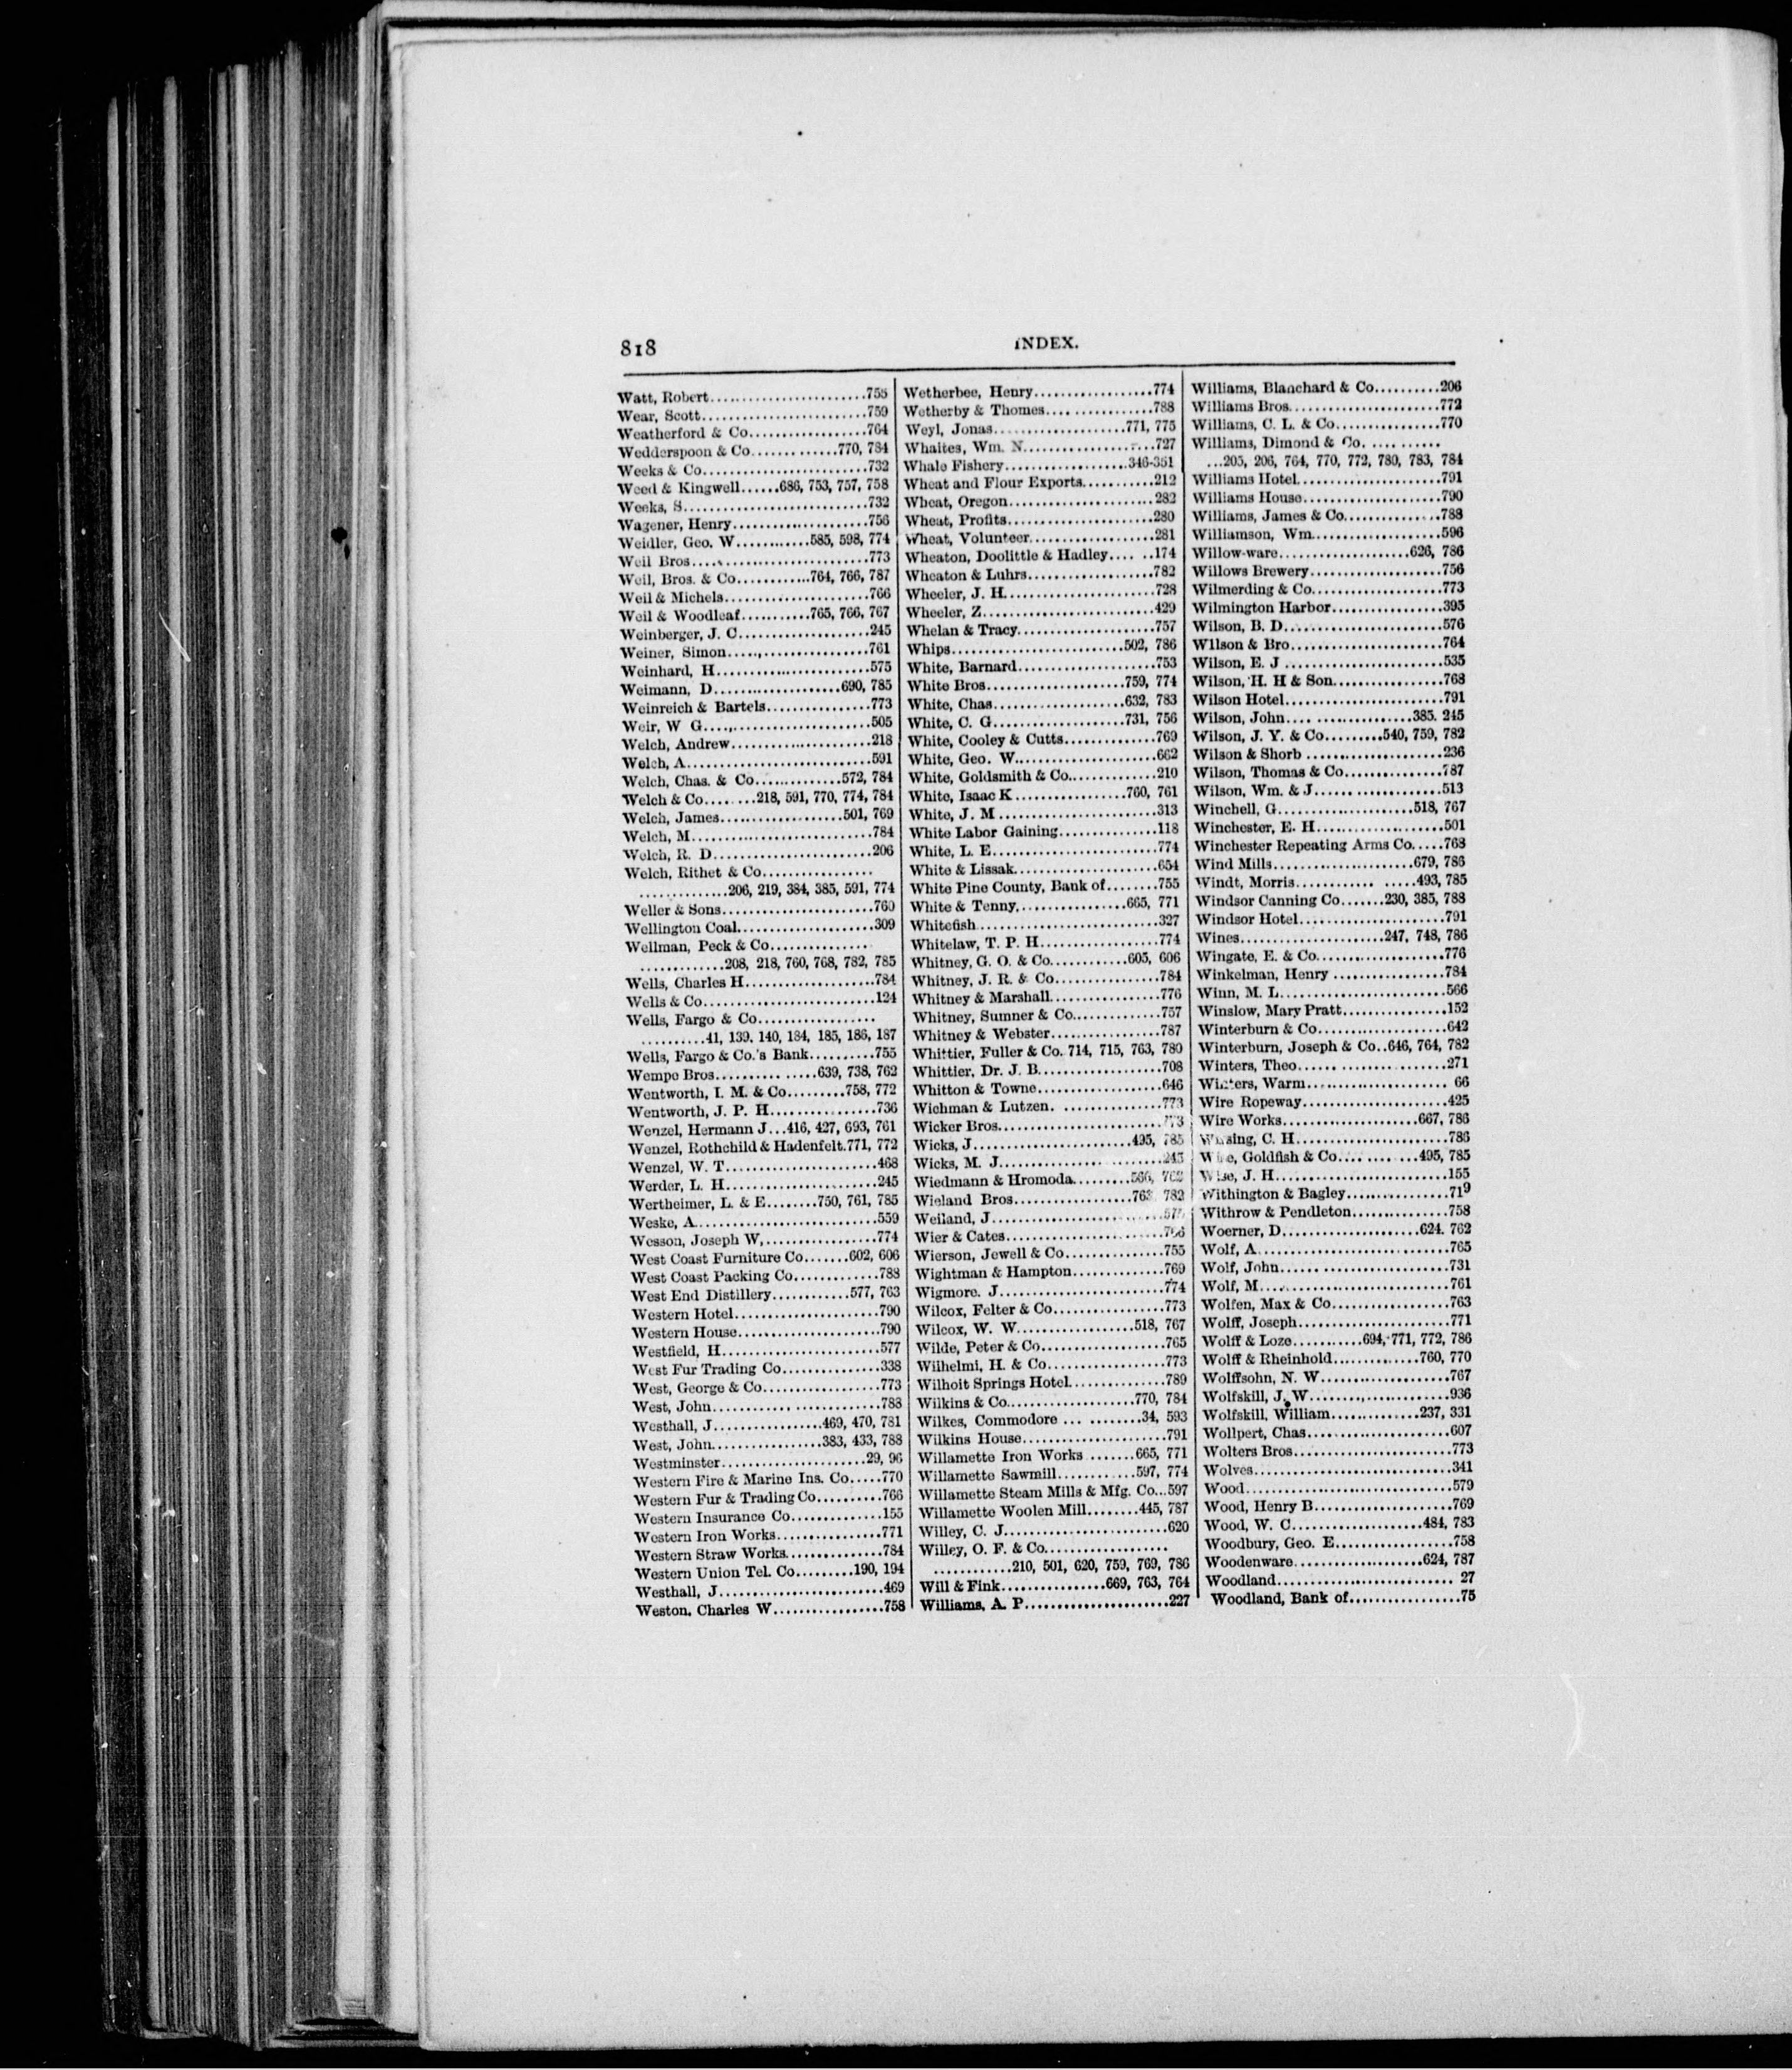 818
INDEX.
Watt, Robert........................755
Wear, Scott........................759
Weatherford & Co.................764
Wedderspoon & Co............770, 784
Weeks & Co........................732
Weed & Kingwell......686, 753, 757, 758
Weeks, S...........................732
Wagener, Henry....................756
Weidler, Geo. W...........585, 598, 774
Weil Bros..........................773
Weil, Bros. & Co...........764, 766, 787
Weil & Michels.....................766
Weil & Woodleaf..........765, 766, 767
Weinberger, J. C...................245
Weiner, Simon.....................761
Weinhard, H......................575
Weimann, D...................690, 785
Weinreich & Bartels...............773
Weir, W G........................505
Welch, Andrew.....................218
Welch, A...........................591
Welch, Chas. & Co.............572, 784
Welch & Co........218, 591, 770, 774, 784
Welch, James..................501, 769
Welch, M..........................784
Welch, R. D.......................206
Welch, Rithet & Co................
.............206, 219, 384, 385, 591, 774
Weller & Sons......................760
Wellington Coal....................309
Wellman, Peck & Co..............
.............208, 218, 760, 768, 782, 785
Wells, Charles H...................784
Wells & Co.........................124
Wells, Fargo & Co.................
..........41, 139. 140, 184, 185, 186, 187
Wells, Fargo & Co.'s Bank..........755
Wempe Bros.......... .....639, 738, 762
Wentworth, I. M. & Co.........758, 772
Wentworth, J. P. H................736
Wenzel, Hermann J...416, 427, 693, 761
Wenzel, Rothchild & Hadenfelt.771, 772
Wenzel, W. T......................468
Werder, L. H......................245
Wertheimer, L. & E........750, 761, 785
Weske, A..........................559
Wesson, Joseph W,................774
West Coast Furniture Co.......602, 606
West Coast Packing Co............788
West End Distillery............577, 763
Western Hotel.....................790
Western House.....................790
Westfield, H.......................577
West Fur Trading Co..............338
West, George & Co.................773
West, John........................788
Westhall, J................469, 470, 781
West, John................383, 433, 788
Westminster.....................29, 96
Western Fire & Marine Ins. Co.....770
Western Fur & Trading Co..........766
Western Insurance Co.............155
Western Iron Works...............771
Western Straw Works..............784
Western Union Tel. Co.........190, 194
Westhall, J........................469
Weston, Charles W................758
Wetherbee, Henry..................774
Wetherby & Thomes...............788
Weyl, Jonas...................771, 775
Whaites, Wm. N...................727
Whale Fishery.................346-351
Wheat and Flour Exports..........212
Wheat, Oregon.....................282
Wheat, Profits.....................280
Wheat, Volunteer..................281
Wheaton, Doolittle & Hadley.... ..174
Wheaton & Luhrs..................782
Wheeler, J. H......................728
Wheeler, Z.........................429
Whelan & Tracy...................757
Whips.........................502, 786
White, Barnard....................753
White Bros....................759, 774
White, Chas...................632, 783
White, C. G...................731, 756
White, Cooley & Cutts.............769
White, Geo. W....................662
White, Goldsmith & Co............210
White, Isaac K................760, 761
White, J. M.......................313
White Labor Gaining..............118
White, L. E........................774
White & Lissak....................654
White Pine County, Bank of........755
White & Tenny................665, 771
Whitefish..........................327
Whitelaw, T. P. H.................774
Whitney, G. O. & Co...........605, 606
Whitney, J. R. & Co...............784
Whitney & Marshall................776
Whitney, Sumner & Co............757
Whitney & Webster................787
Whittier, Fuller & Co. 714, 715, 763, 780
Whittier, Dr. J. B..................708
Whitton & Towne..................646
Wichman & Lutzen. ...............773
Wicker Bros.......................
Wicks, J.......................495, 785
Wicks, M. J.......................245
Wiedmann & Hromoda.........566, 762
Wieland Bros..................763 782
Weiland, J.........................
Wier & Cates......................766
Wierson, Jewell & Co..............755
Wightman & Hampton.............769
Wigmore. J........................774
Wilcox, Felter & Co................773
Wilcox, W. W.................518, 767
Wilde, Peter & Co..................765
Wilhelmi, H. & Co.................773
Wilhoit Springs Hotel..............789
Wilkins & Co..................770, 784
Wilkes, Commodore ... ........34, 593
Wilkins House.....................791
Willamette Iron Works .......665, 771
Willamette Sawmill...........597, 774
Willamette Steam Mills & Mfg. Co...597
Willamette Woolen Mill........445, 787
Willey, C. J........................620
Willey, O. F. & Co..................
............210, 501, 620, 759, 769, 786
Will & Fink...............669, 763, 764
Williams, A. P.....................227
Williams, Blanchard & Co..........206
Williams Bros......................772
Williams, C. L. & Co...............770
Williams, Dimond & Co. ..........
...205, 206, 764, 770, 772, 780, 783, 784
Williams Hotel.....................791
Williams House....................790
Williams, James & Co..............788
Williamson, Wm...................596
Willow-ware...................626, 786
Willows Brewery...................756
Wilmerding & Co...................773
Wilmington Harbor................395
Wilson, B. D.......................576
Wilson & Bro......................764
Wilson, E. J .......................535
Wilson, H. H & Son................768
Wilson Hotel.......................791
Wilson, John.... ..............385. 245
Wilson, J. Y. & Co.........540, 759, 782
Wilson & Shorb ....................236
Wilson, Thomas & Co..............787
Wilson, Wm. & J...................513
Winchell, G....................518, 767
Winchester, E. H...................501
Winchester Repeating Arms Co.....768
Wind Mills.....................679, 786
Windt, Morris............ .....493, 785
Windsor Canning Co.......230, 385, 788
Windsor Hotel.....................791
Wines.....................247, 748, 786
Wingate, E. & Co...................776
Winkelman, Henry ................784
Winn, M. L........................566
Winslow, Mary Pratt...............152
Winterburn & Co...................642
Winterburn, Joseph & Co..646, 764, 782
Winters, Theo......................271
Winters, Warm..................... 66
Wire Ropeway.....................425
Wire Works....................667, 786
C. H......................786
Goldfish & Co............495, 785
Wise, J. H.........................155
Withington & Bagley...............719
Withrow & Pendleton..............758
Woerner, D....................624. 762
Wolf, A............................765
Wolf, John.........................731
Wolf, M............................761
Wolfen, Max & Co.................763
Wolff, Joseph......................771
Wolff & Loze..........694, 771, 772, 786
Wolff & Rheinhold.............760, 770
Wolffsohn, N. W...................767
Wolfskill, J. W.....................936
Wolfskill, William.............237, 331
Wollpert, Chas.....................607
Wolters Bros.......................773
Wolves.............................341
Wood..............................579
Wood, Henry B....................769
Wood, W. C...................484, 783
Woodbury, Geo. E.................758
Woodenware...................624, 787
Woodland.......................... 27
Woodland, Bank of.................75